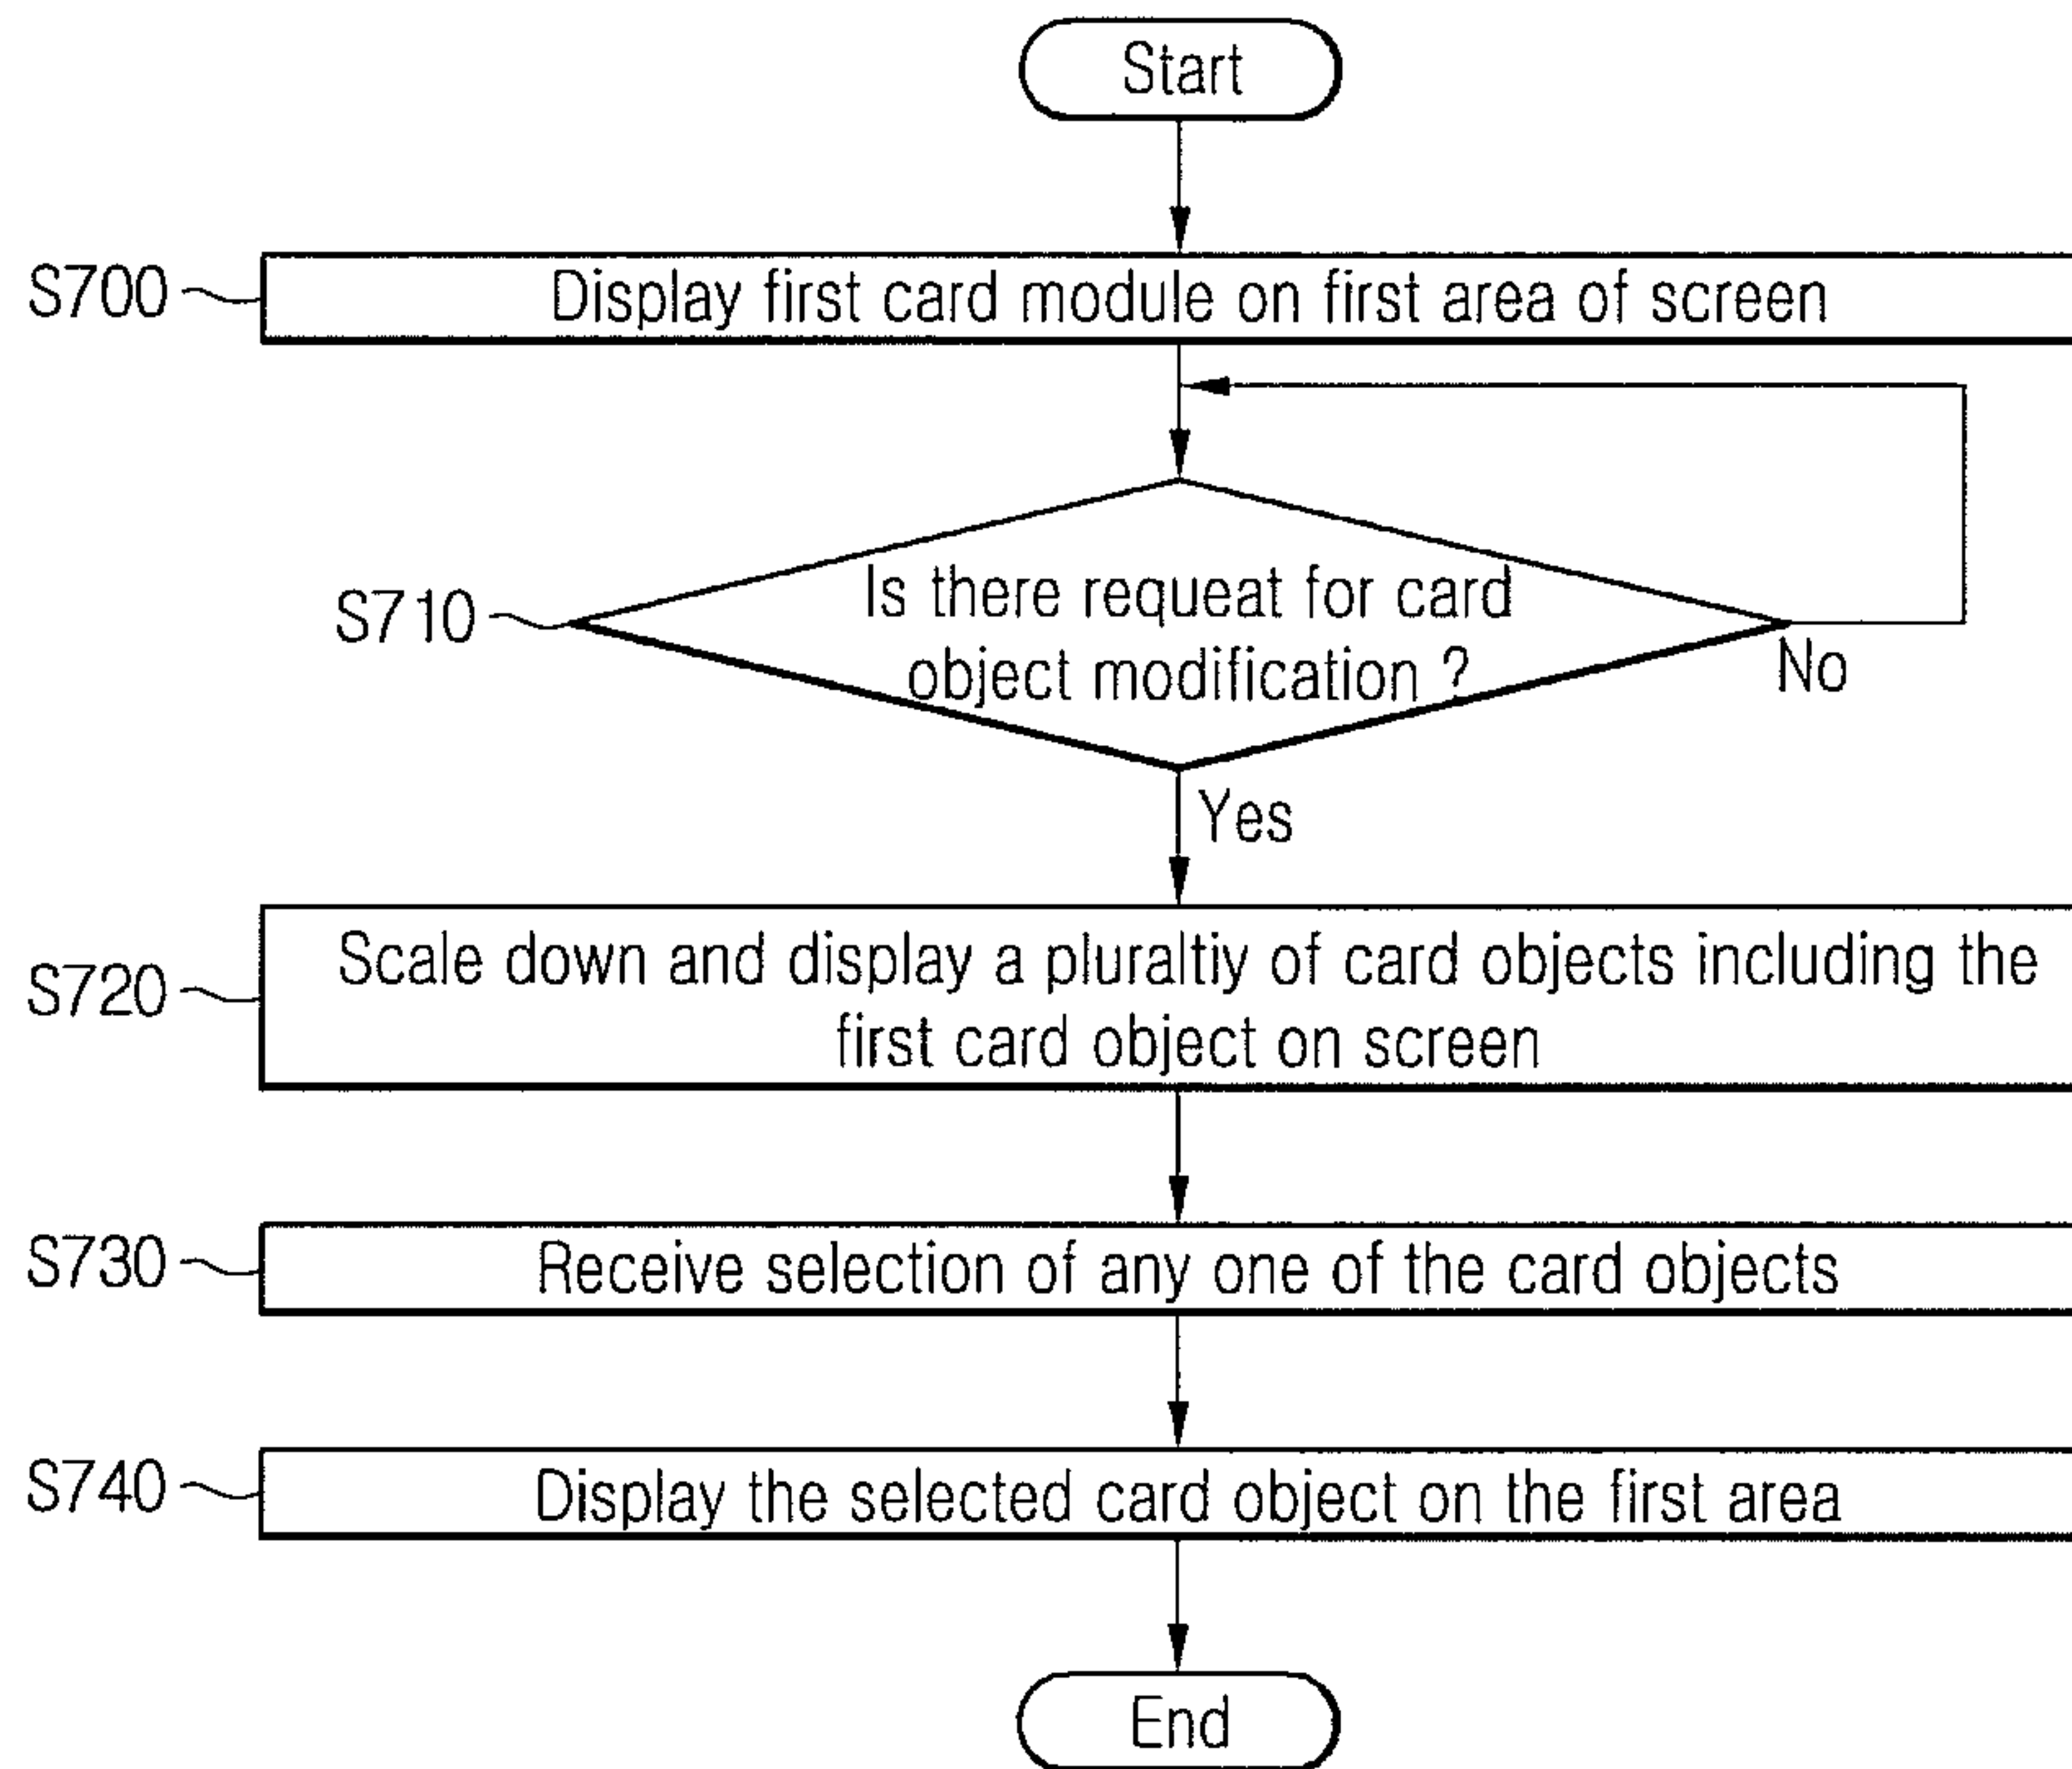 Start
S700
Display first card module on first area of screen
S710
Is there requeat for card
object modification ?
No
Yes
S720
Scale down and display a pluraltiy of card objects including the
first card object on screen
S730
Receive selection of any one of the card objects
S740
Display the selected card object on the first area
End